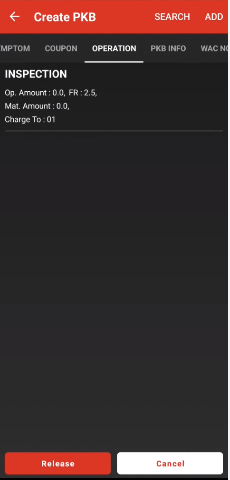 Create PKB
SEARCH
ADD
MPTOM
COUPON
OPERATION
PKB INFO
WAC NO
INSPECTION
Op. Amount : 0.0, FR : 2.5,
Mat. Amount : 0.0,
Charge To : 01
Release
Cancel